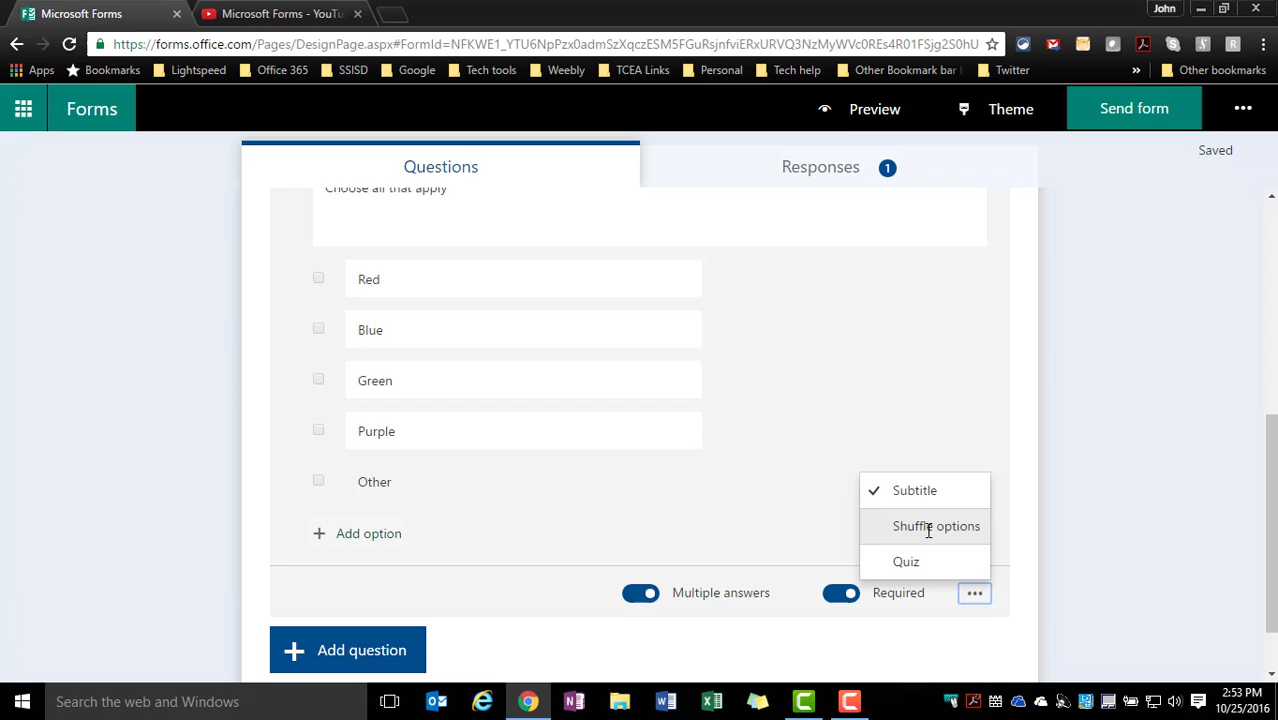 Microsoft Forms
Microsoft Forms - YouTu
John
https://forms.office.com/Pages/DesignPage.aspx#FormId=NFKWE1_YTU6NpPzx0admSzXqczESM5FGuRsjnfviERxURVQ3NzMyMWVc0REs4R01FSjg2S0hU
Apps
Bookmarks
Lightspeed
Office 365
SSISD
Google
Tech tools
Weebly
TCEA Links
Personal
Tech help
Other Bookmark bar
Twitter
»
Other bookmarks
Forms
Preview
Theme
Send form
Questions
Responses
1
Saved
Choose all that apply
Red
Blue
Green
Purple
Other
Add option
Subtitle
Shuffle options
Quiz
Multiple answers
Required
Add question
Search the web and Windows
2:53 PM
10/25/2016